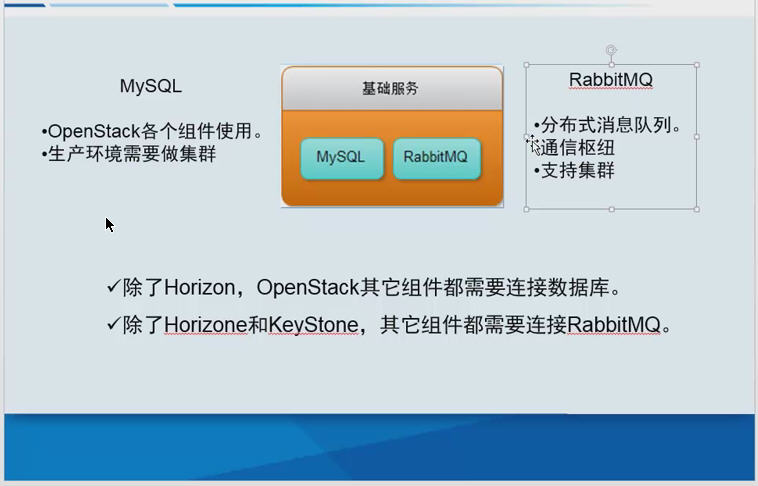 MySQL
•OpenStack各个组件使用。
•生产环境需要做集群
基础服务
MySQL
RabbitMQ
RabbitMQ
•分布式消息队列。
•通信枢纽
•支持集群
✓除了Horizon，OpenStack其它组件都需要连接数据库。
✓除了Horizone和KeyStone，其它组件都需要连接RabbitMQ。